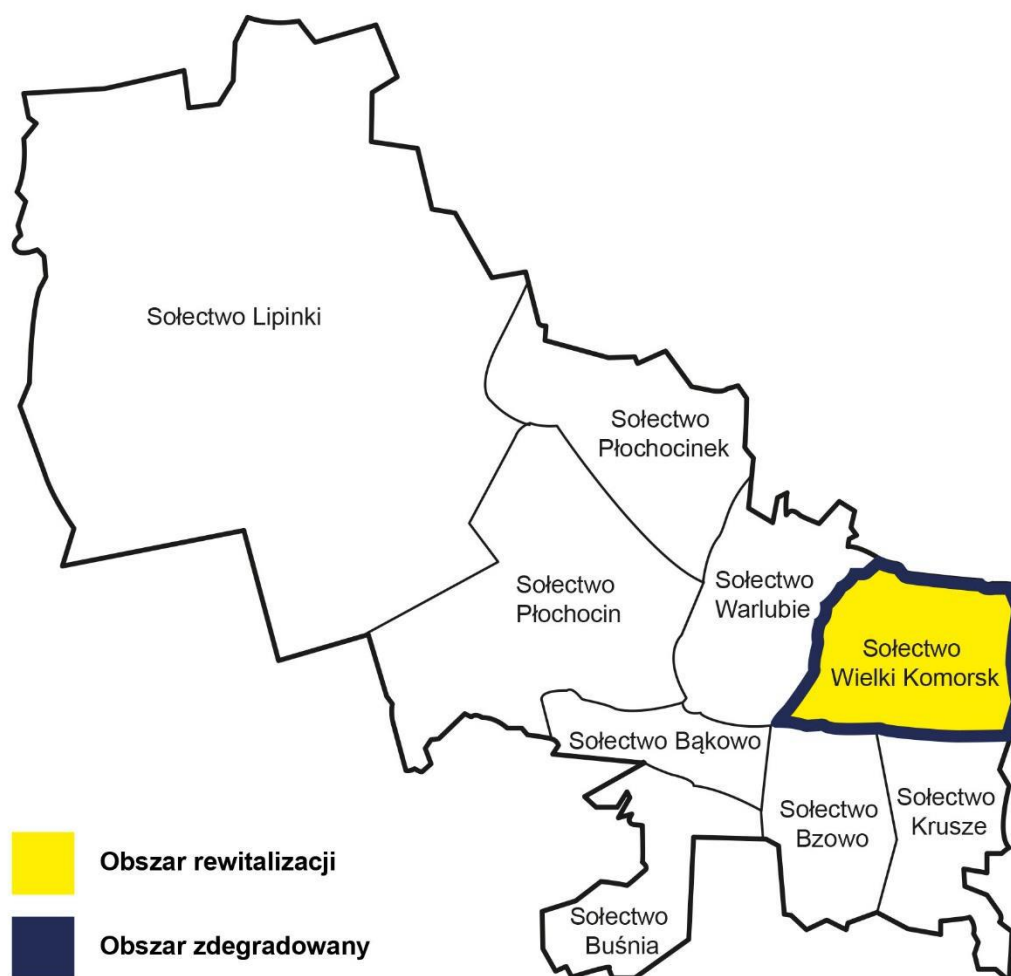 Sołectwo Lipinki
Sołectwo
Płochocinek
Sołectwo
Płochocin
Sołectwo
Warlubie
Sołectwo
Wielki Komorsk
Sołectwo Bąkowo
Sołectwo
Bzowo
Sołectwo
Krusze
Sołectwo
Buśnia
Obszar rewitalizacji
Obszar zdegradowany